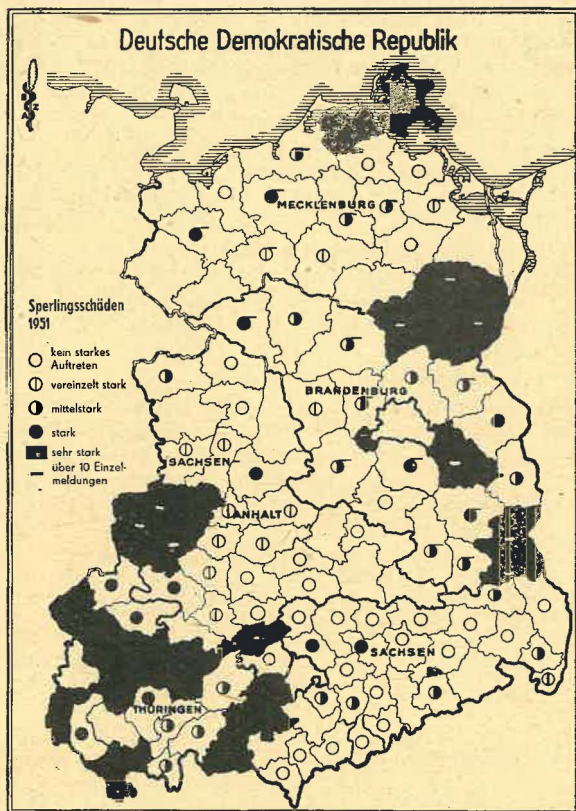 Deutsche Demokratische Republik
MECKLENBURG
Sperlingsschäden
1951
kein starkes
Auftreten
vereinzelt stark
mittelstark
stark
sehr stark
über 10 Einzel-
meldungen
BRANDENBURG
SACHSEN-
ANHALT
SACHSEN
THÜRINGEN